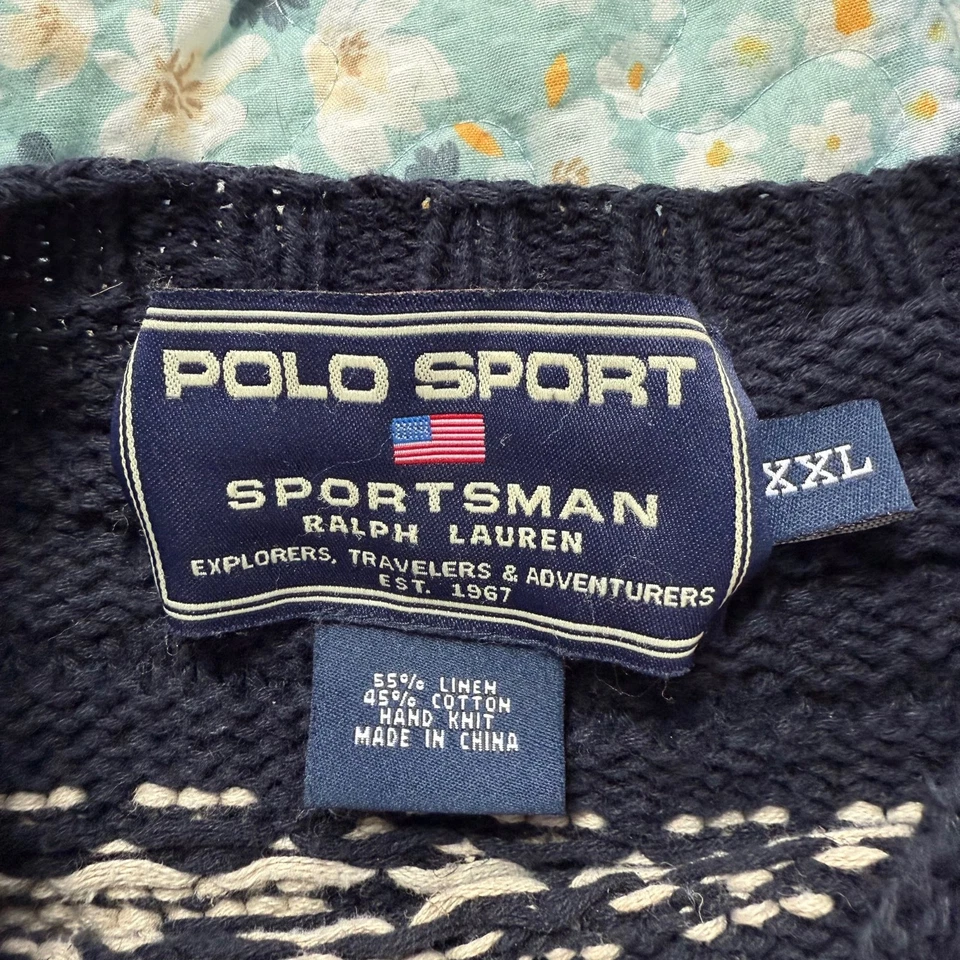 POLO SPORT
SPORTSMAN
RALPH LAUREN
EXPLORERS, TRAVELERS & ADVENTURERS
EST. 1967
XXL
55% LINEN
45% COTTON
HAND KNIT
MADE IN CHINA